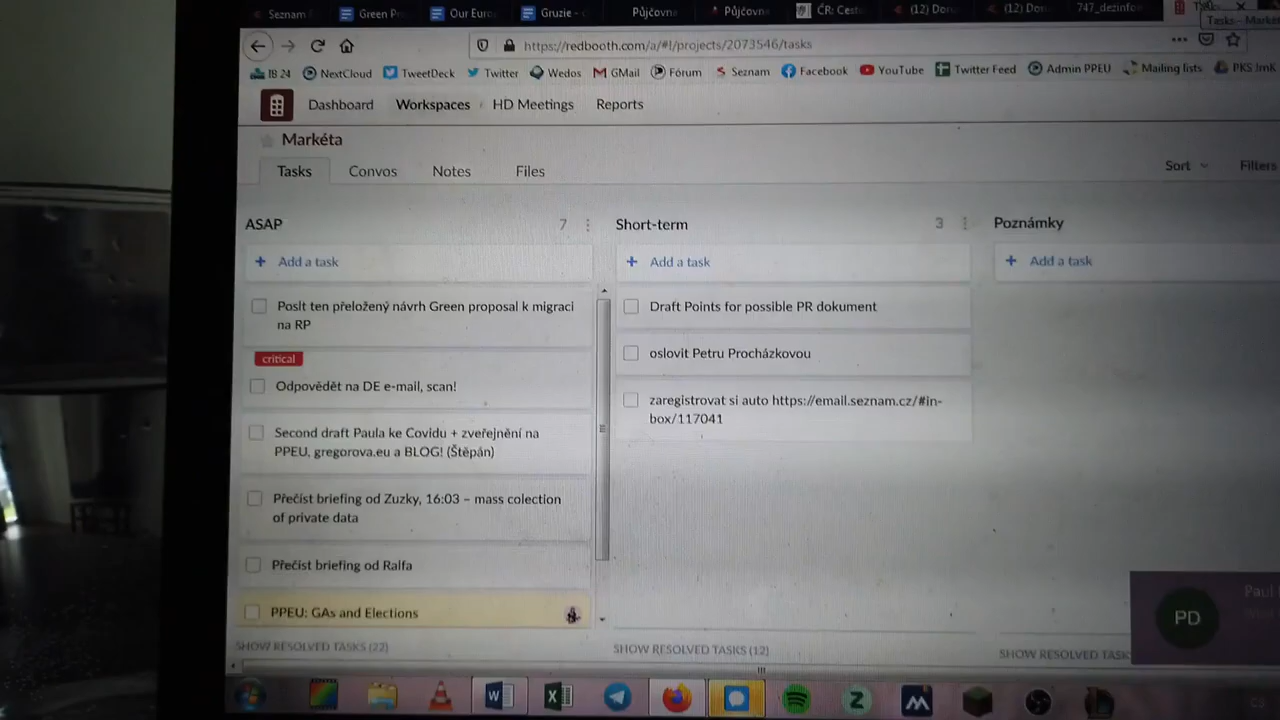 Seznam
Green P
Our Euro
Gruzie -
Půjčovna
Půjčovna
ČR: Cest
(12) Do
(12) Do
747_dezinfo
Tasks - Marké
https://redbooth.com/a/#!/projects/2073546/tasks
IB 24
NextCloud
TweetDeck
Twitter
Wedos
GMail
Fórum
Seznam
Facebook
YouTube
Twitter Feed
Admin PPEU
Mailing lists
PKS JmK
Dashboard
Workspaces
HD Meetings
Reports
Markéta
Tasks
Convos
Notes
Files
Sort
Filters
ASAP 7
+ Add a task
Poslt ten přeložený návrh Green proposal k migraci
na RP
critical
Odpovědět na DE e-mail, scan!
Second draft Paula ke Covidu + zveřejnění na
PPEU, gregorova.eu a BLOG! (Štěpán)
Přečíst briefing od Zuzky, 16:03 – mass colection
of private data
Přečíst briefing od Ralfa
PPEU: GAs and Elections
SHOW RESOLVED TASKS (22)
Short-term 3
+ Add a task
Draft Points for possible PR dokument
oslovit Petru Procházkovou
zaregistrovat si auto https://email.seznam.cz/#in-
box/117041
SHOW RESOLVED TASKS (12)
Poznámky
+ Add a task
SHOW RESOLVED TASK
PD
Paul